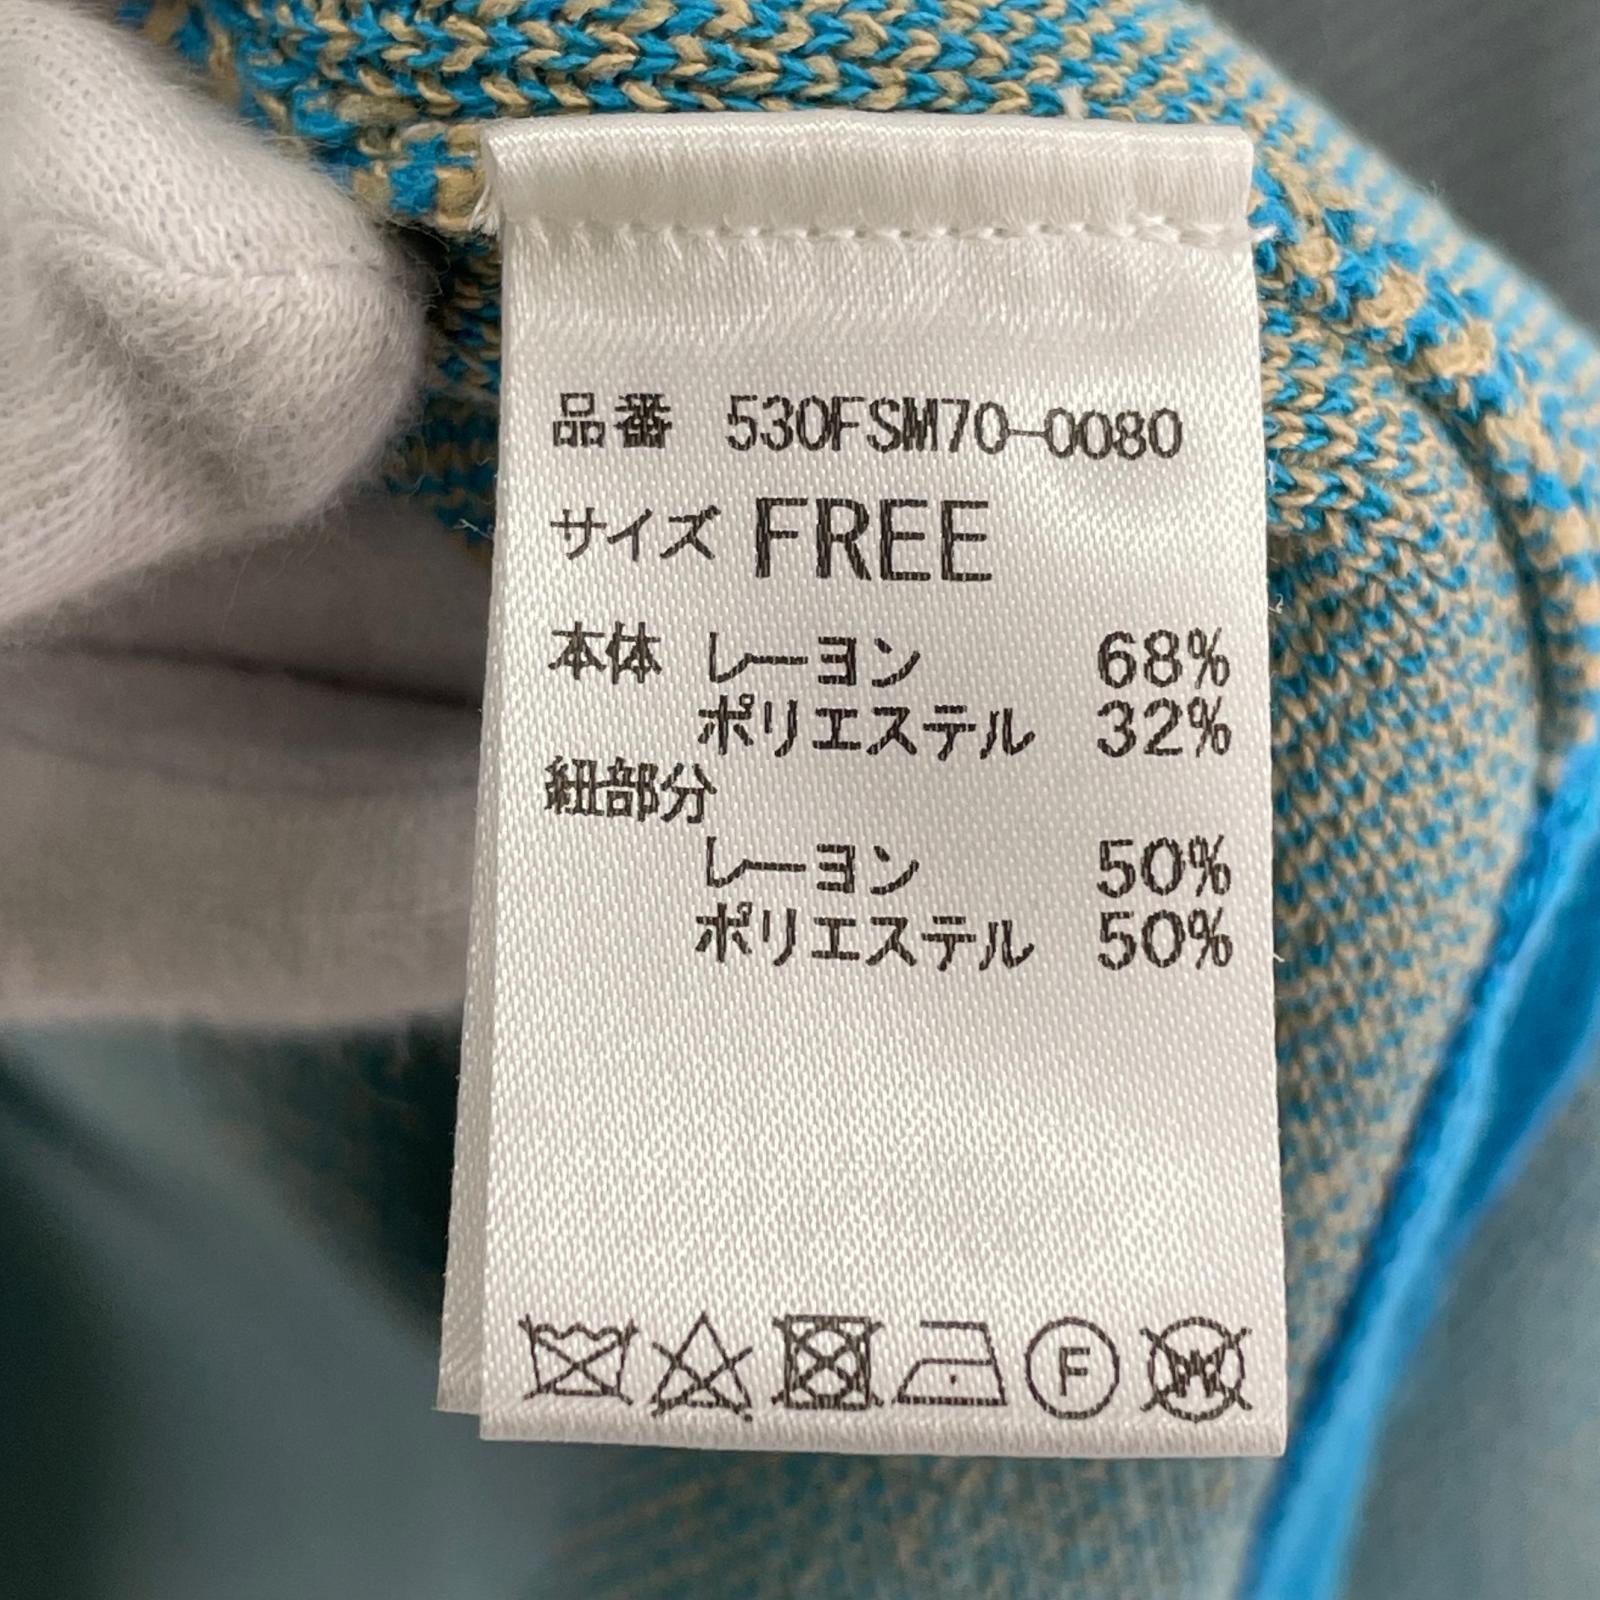 品番 530FSM70-0080
サイズ FREE
本体 レーヨン 68%
ポリエステル 32%
紐部分
レーヨン 50%
ポリエステル 50%
F W